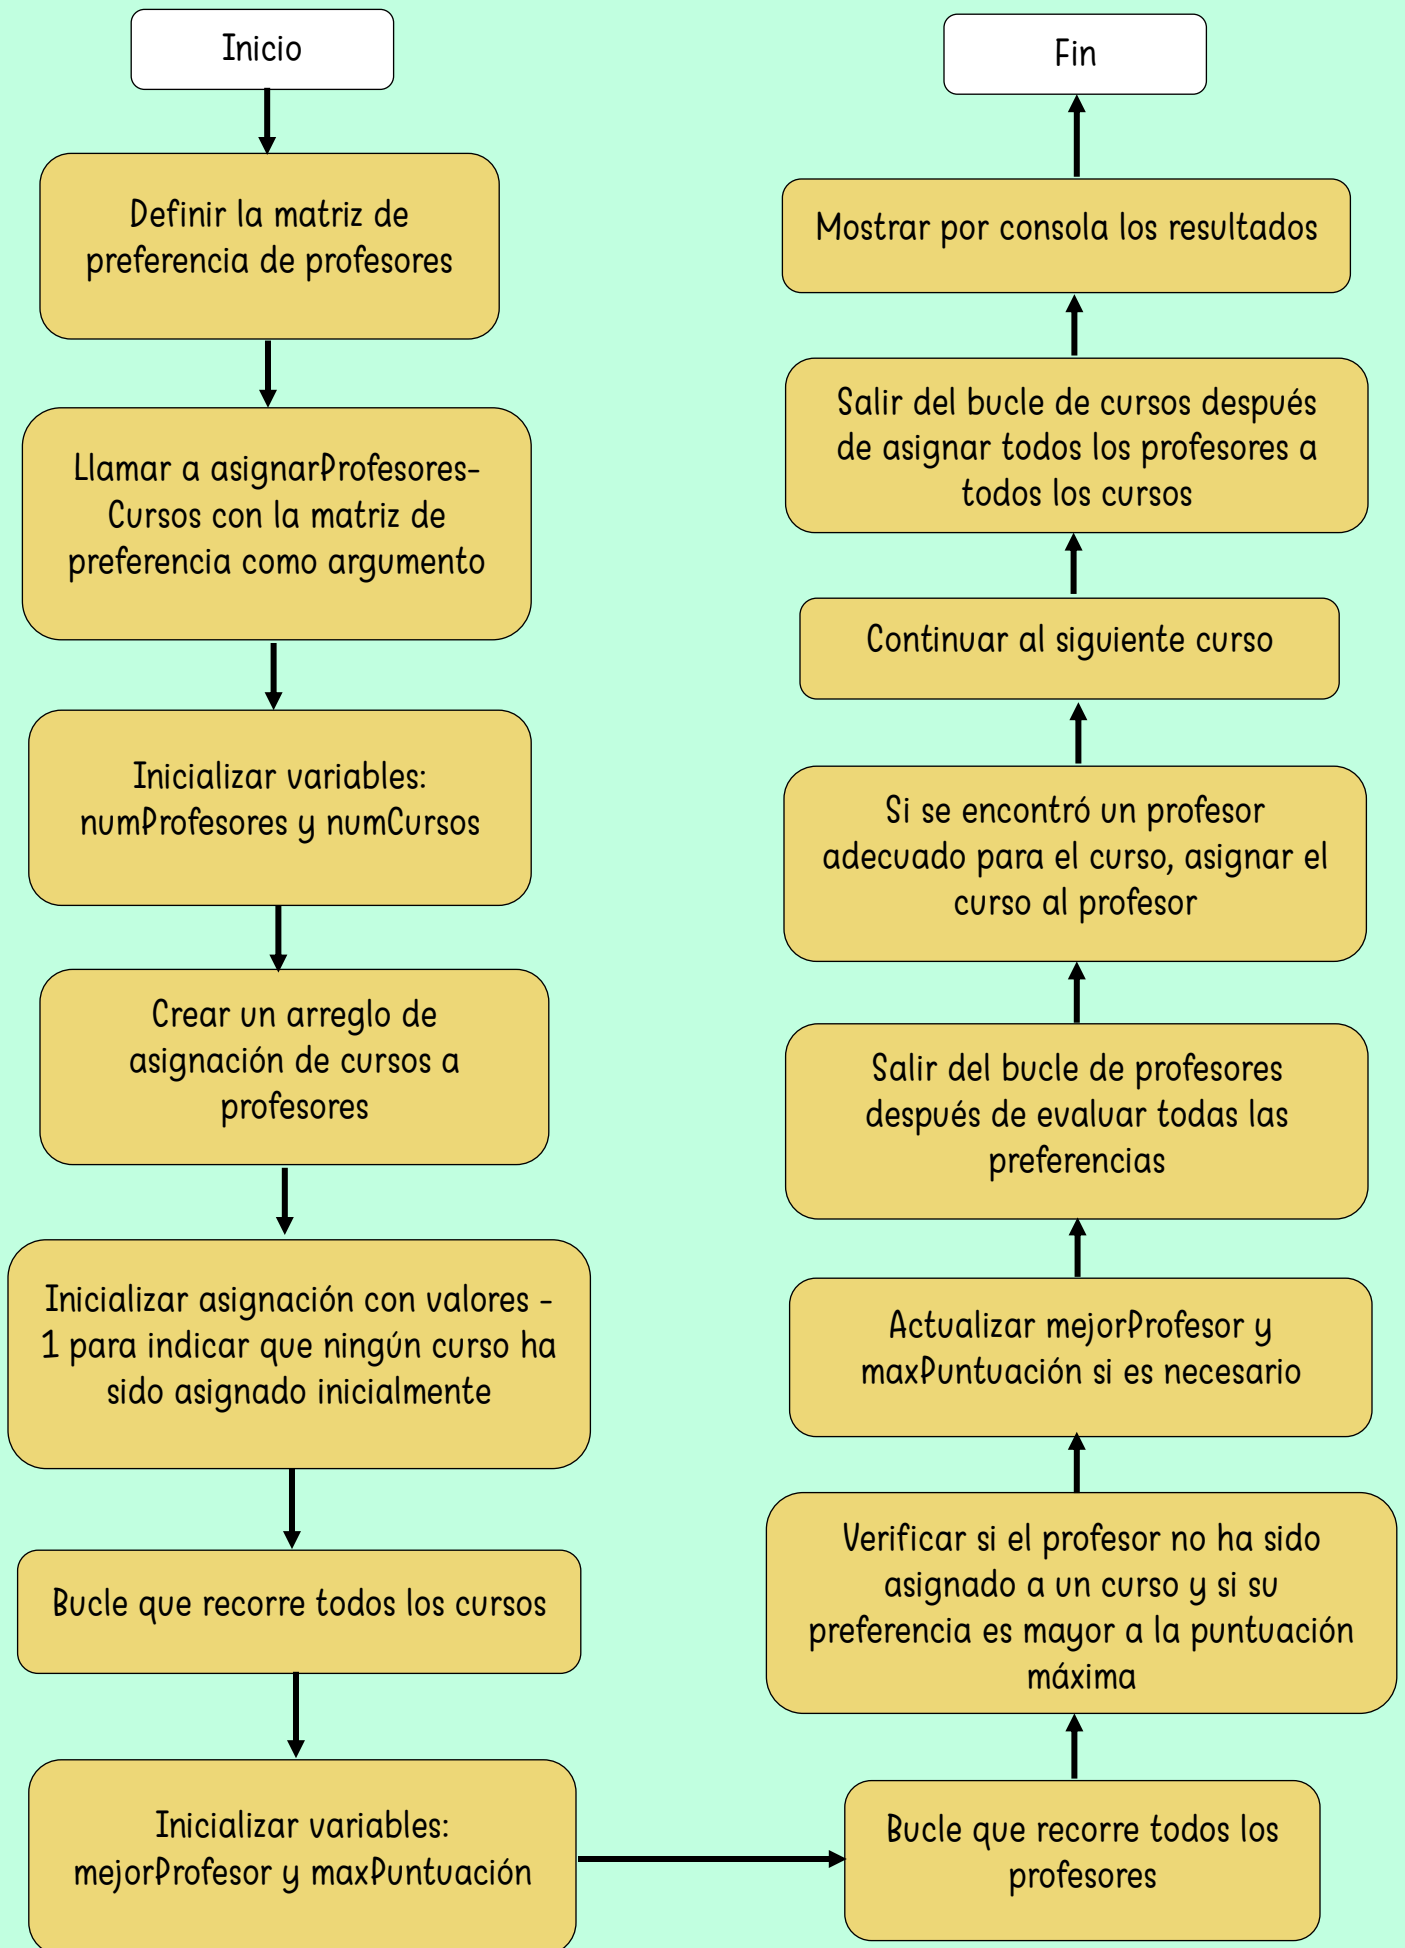 Inicio
Definir la matriz de
preferencia de profesores
Llamar a asignarProfesores-
Cursos con la matriz de
preferencia como argumento
Inicializar variables:
numProfesores y numCursos
Crear un arreglo de
asignación de cursos a
profesores
Inicializar asignación con valores -
1 para indicar que ningún curso ha
sido asignado inicialmente
Bucle que recorre todos los cursos
Inicializar variables:
mejorProfesor y maxPuntuación
Bucle que recorre todos los
profesores
Verificar si el profesor no ha sido
asignado a un curso y si su
preferencia es mayor a la puntuación
máxima
Actualizar mejorProfesor y
maxPuntuación si es necesario
Salir del bucle de profesores
después de evaluar todas las
preferencias
Si se encontró un profesor
adecuado para el curso, asignar el
curso al profesor
Continuar al siguiente curso
Salir del bucle de cursos después
de asignar todos los profesores a
todos los cursos
Mostrar por consola los resultados
Fin